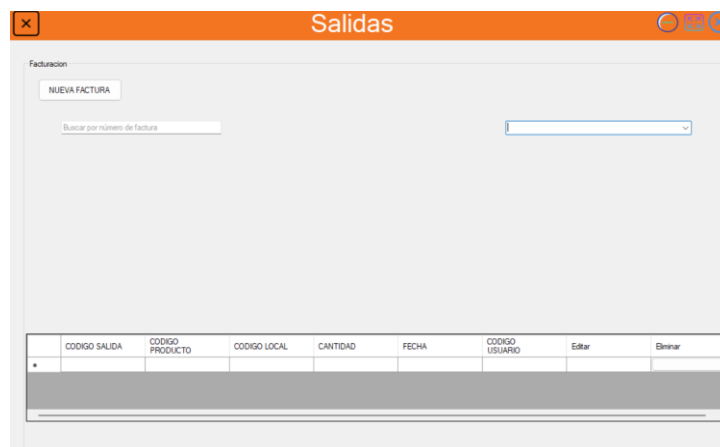 Salidas
Facturacion
NUEVA FACTURA
Buscar por número de factura
CODIGO SALIDA
CODIGO
PRODUCTO
CODIGO LOCAL
CANTIDAD
FECHA
CODIGO
USUARIO
Editar
Eliminar